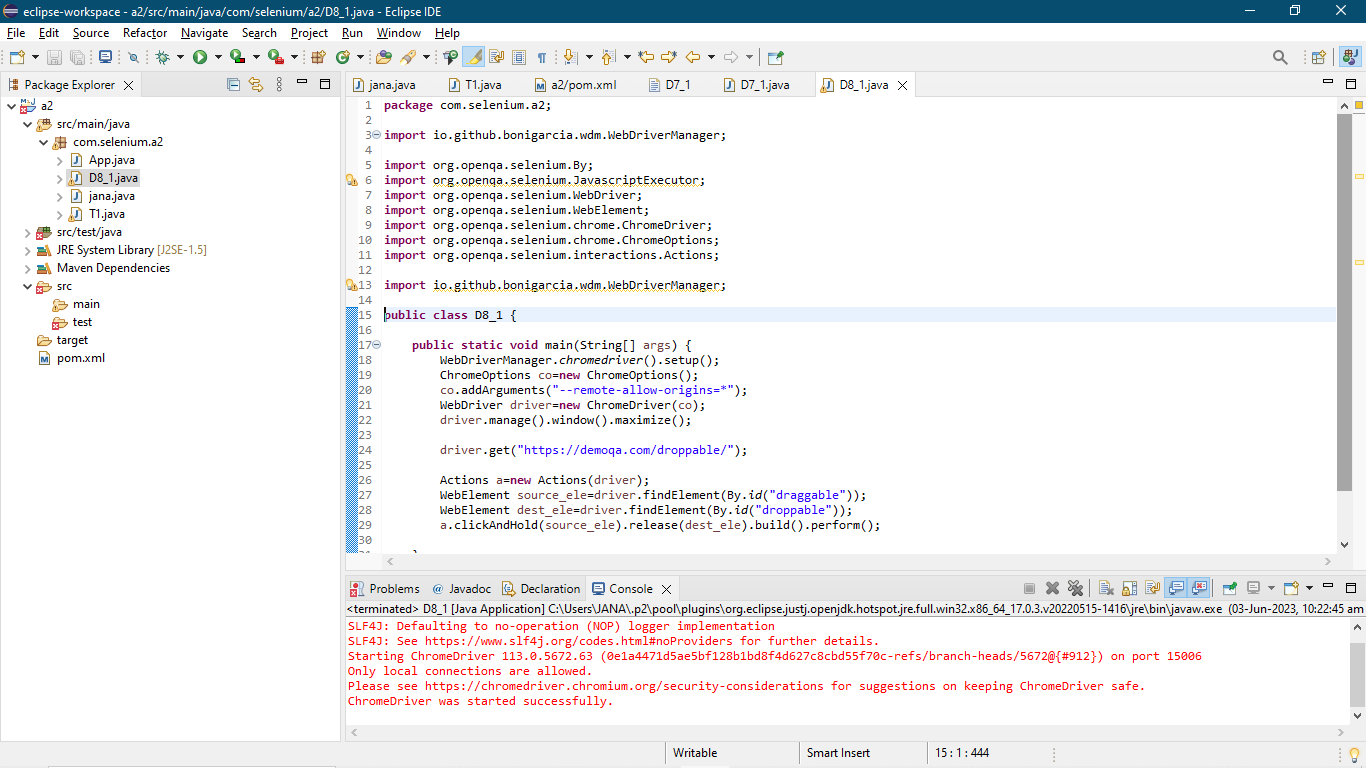 eclipse-workspace - a2/src/main/java/com/selenium/a2/D8_1.java - Eclipse IDE
File Edit Source Refactor Navigate Search Project Run Window Help
Package Explorer
a2
src/main/java
com.selenium.a2
App.java
D8_1.java
jana.java
T1.java
src/test/java
JRE System Library [J2SE-1.5]
Maven Dependencies
src
main
test
target
pom.xml
jana.java T1.java a2/pom.xml D7_1 D7_1.java D8_1.java
1 package com.selenium.a2;
2
3 import io.github.bonigarcia.wdm.WebDriverManager;
4
5 import org.openqa.selenium.By;
6 import org.openqa.selenium.JavascriptExecutor;
7 import org.openqa.selenium.WebDriver;
8 import org.openqa.selenium.WebElement;
9 import org.openqa.selenium.chrome.ChromeDriver;
10 import org.openqa.selenium.chrome.ChromeOptions;
11 import org.openqa.selenium.interactions.Actions;
12
13 import io.github.bonigarcia.wdm.WebDriverManager;
14
15 public class D8_1 {
16
17 public static void main(String[] args) {
18 WebDriverManager.chromedriver().setup();
19 ChromeOptions co=new ChromeOptions();
20 co.addArguments("--remote-allow-origins=*");
21 WebDriver driver=new ChromeDriver(co);
22 driver.manage().window().maximize();
23
24 driver.get("https://demoqa.com/droppable/");
25
26 Actions a=new Actions(driver);
27 WebElement source_ele=driver.findElement(By.id("draggable"));
28 WebElement dest_ele=driver.findElement(By.id("droppable"));
29 a.clickAndHold(source_ele).release(dest_ele).build().perform();
30
Problems Javadoc Declaration Console
<terminated> D8_1 [Java Application] C:\Users\JANA\.p2\pool\plugins\org.eclipse.justj.openjdk.hotspot.jre.full.win32.x86_64_17.0.3.v20220515-1416\jre\bin\javaw.exe (03-Jun-2023, 10:22:45 am
SLF4J: Defaulting to no-operation (NOP) logger implementation
SLF4J: See https://www.slf4j.org/codes.html#noProviders for further details.
Starting ChromeDriver 113.0.5672.63 (0e1a4471d5ae5bf128b1bd8f4d627c8cbd55f70c-refs/branch-heads/5672@{#912}) on port 15006
Only local connections are allowed.
Please see https://chromedriver.chromium.org/security-considerations for suggestions on keeping ChromeDriver safe.
ChromeDriver was started successfully.
Writable Smart Insert 15 : 1 : 444